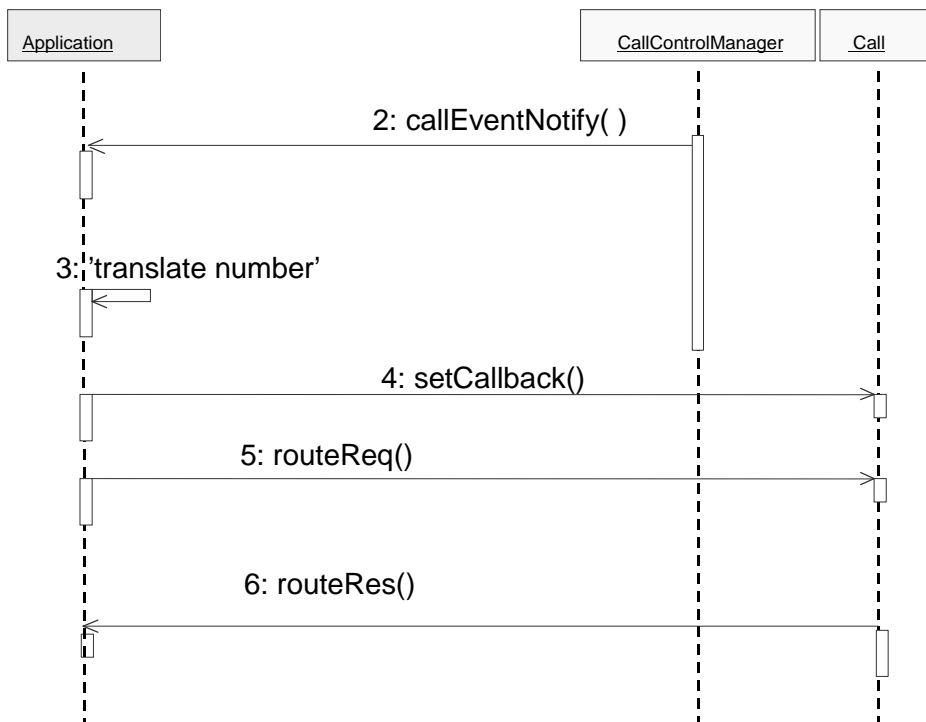 Application
CallControlManager
Call
2: callEventNotify( )
3: ’translate number’
4: setCallback()
5: routeReq()
6: routeRes()